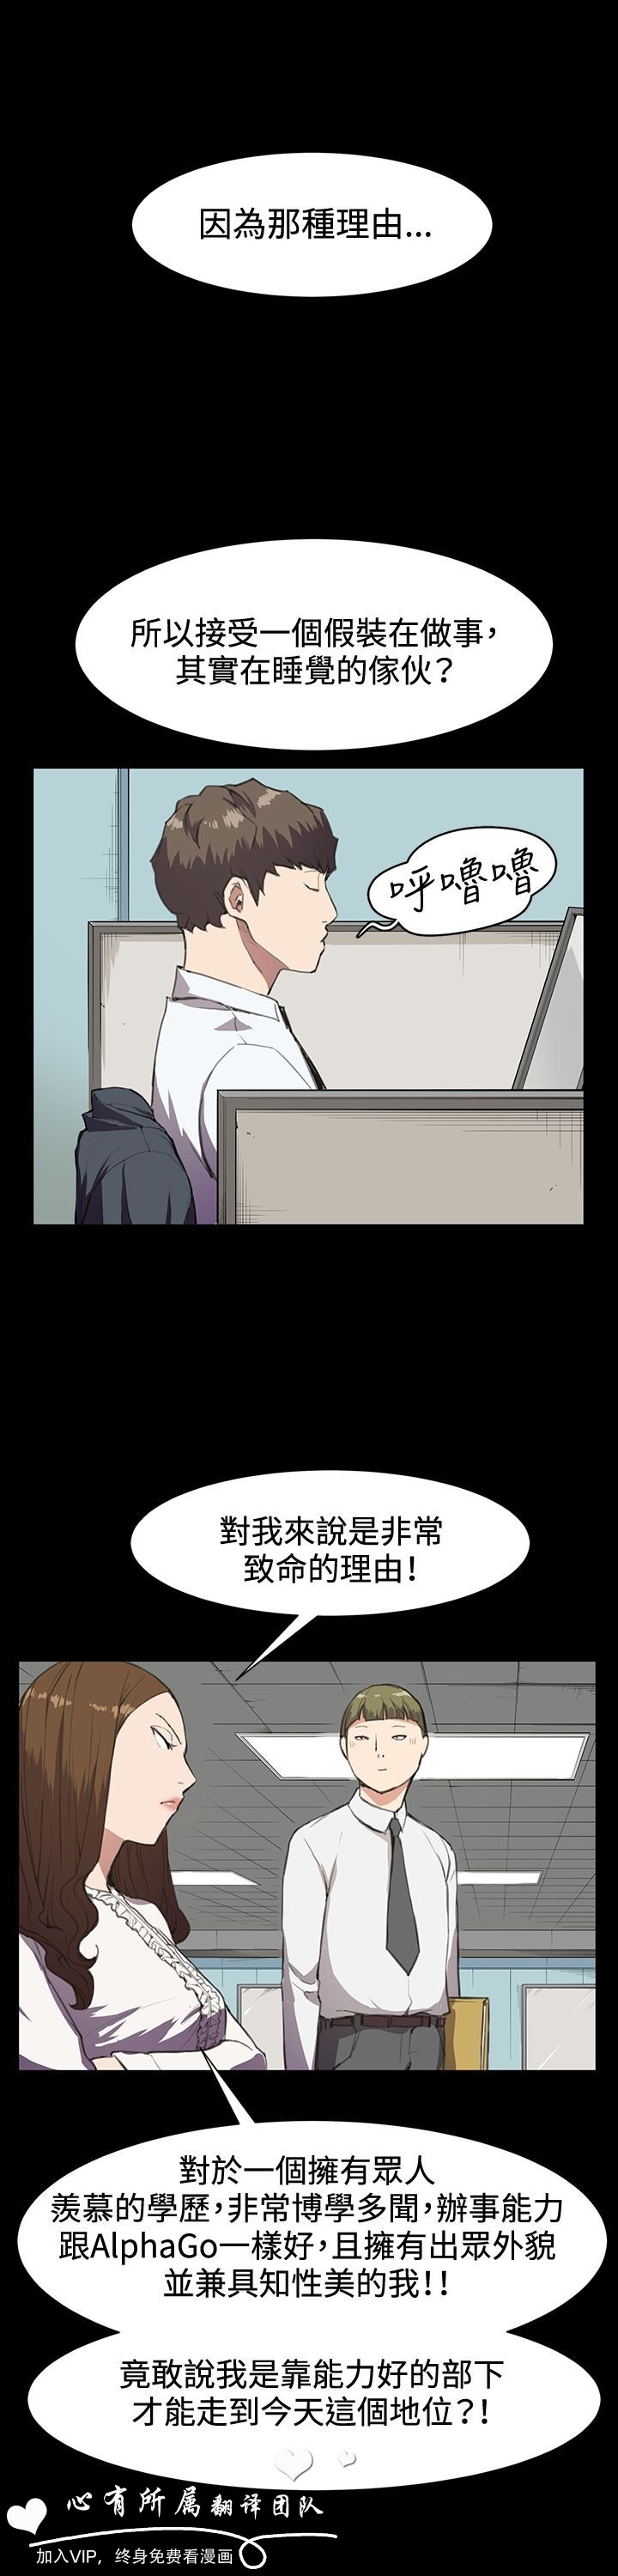 因為那種理由...
所以接受一個假裝在做事，
其實在睡覺的傢伙？
呼嚕嚕
對我來說是非常
致命的理由！
對於一個擁有眾人
羨慕的學歷，非常博學多聞，辦事能力
跟AlphaGo一樣好，且擁有出眾外貌
並兼具知性美的我！！
竟敢說我是靠能力好的部下
才能走到今天這個地位？！
心有所属翻译团队
加入VIP，终身免费看漫画